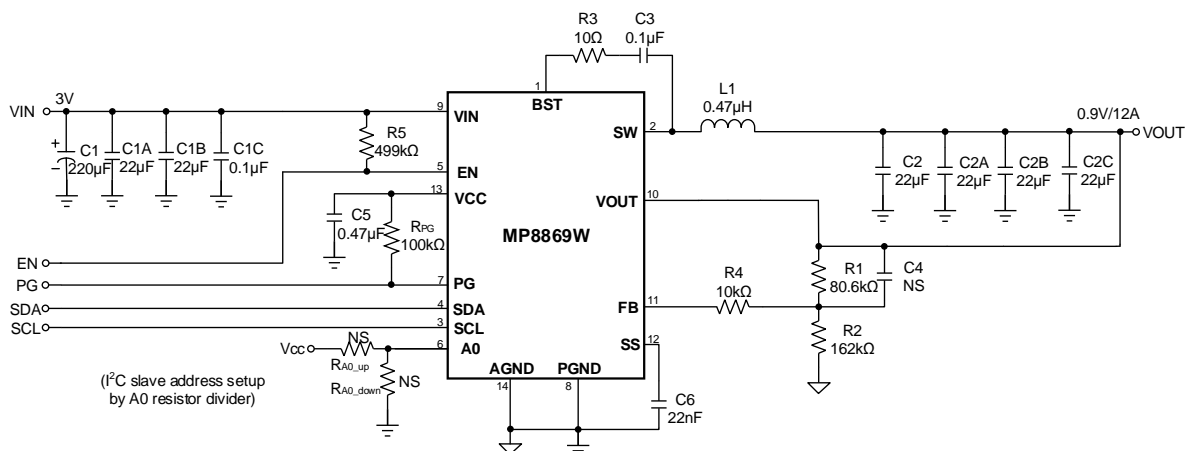 R3
10Ω
C3
0.1µF
1
BST
L1
0.47µH
VIN
3V
9
VIN
SW
2
0.9V/12A
VOUT
+
−
C1
220µF
C1A
22µF
C1B
22µF
C1C
0.1µF
R5
499kΩ
5
EN
C2
22µF
C2A
22µF
C2B
22µF
C2C
22µF
13
VCC
VOUT
10
C5
0.47µF
RPG
100kΩ
MP8869W
R1
80.6kΩ
C4
NS
EN
PG
7
PG
R4
10kΩ
FB
11
SDA
4
SDA
SCL
3
SCL
R2
162kΩ
SS
12
Vcc
NS
6
A0
RA0_up
RA0_down
NS
AGND
PGND
14
8
C6
22nF
(I²C slave address setup
by A0 resistor divider)